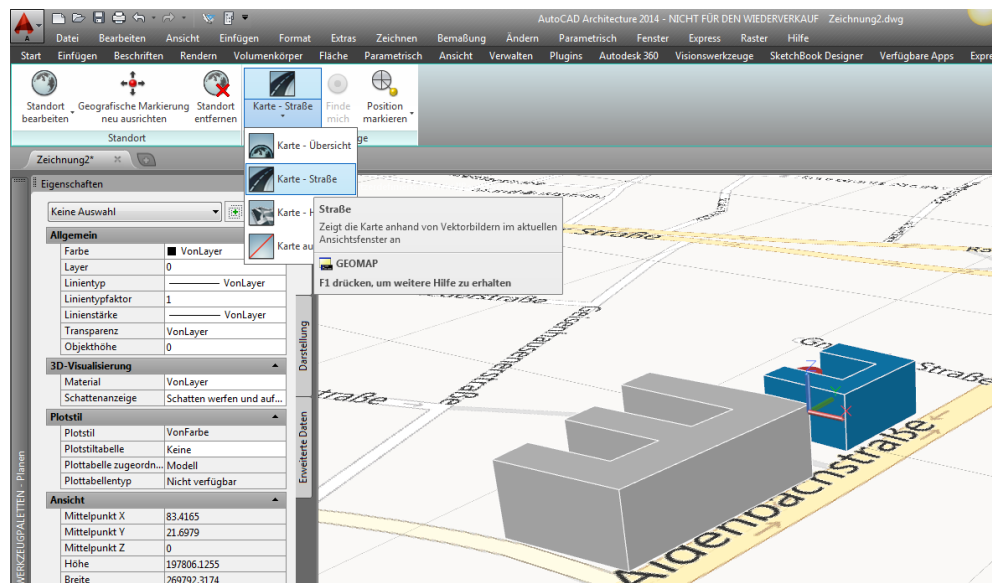 AutoCAD Architecture 2014 - NICHT FÜR DEN WIEDERVERKAUF Zeichnung2.dwg
Datei Bearbeiten Ansicht Einfügen Format Extras Zeichnen Bemaßung Ändern Parametrisch Fenster Express Raster Hilfe
Start Einfügen Beschriften Rendern Volumenkörper Fläche Parametrisch Ansicht Verwalten Plugins Autodesk 360 Visionswerkzeuge SketchBook Designer Verfügbare Apps Expre
Standort bearbeiten
Geografische Markierung neu ausrichten
Standort entfernen
Karte - Straße
Finde mich
Position markieren
Standort
ge
Karte - Übersicht
Karte - Straße
Karte - H
Karte au
Zeichnung2*
Straße
Zeigt die Karte anhand von Vektorbildern im aktuellen
Ansichtsfenster an
GEOMAP
F1 drücken, um weitere Hilfe zu erhalten
Eigenschaften
Keine Auswahl
Allgemein
Farbe VonLayer
Layer 0
Linientyp VonLayer
Linientypfaktor 1
Linienstärke VonLayer
Transparenz VonLayer
Objekthöhe 0
3D-Visualisierung
Material VonLayer
Schattenanzeige Schatten werfen und auf...
Plotstil
Plotstil VonFarbe
Plotstiltabelle Keine
Plottabelle zugeordn... Modell
Plottabellentyp Nicht verfügbar
Ansicht
Mittelpunkt X 83.4165
Mittelpunkt Y 21.6979
Mittelpunkt Z 0
Höhe 197806.1255
Breite 269792.3174
Darstellung
Erweiterte Daten
WERKZEUGPALETTEN - Planen
Straße
traße
Straße
Aidenbachstraße
Z
Y
X